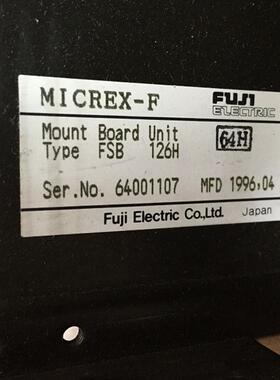 MICREX-F FUJI ELECTRIC
Mount Board Unit 64H
Type FSB 126H
Ser.No. 64001107 MFD 1996.04
Fuji Electric Co.,Ltd. Japan